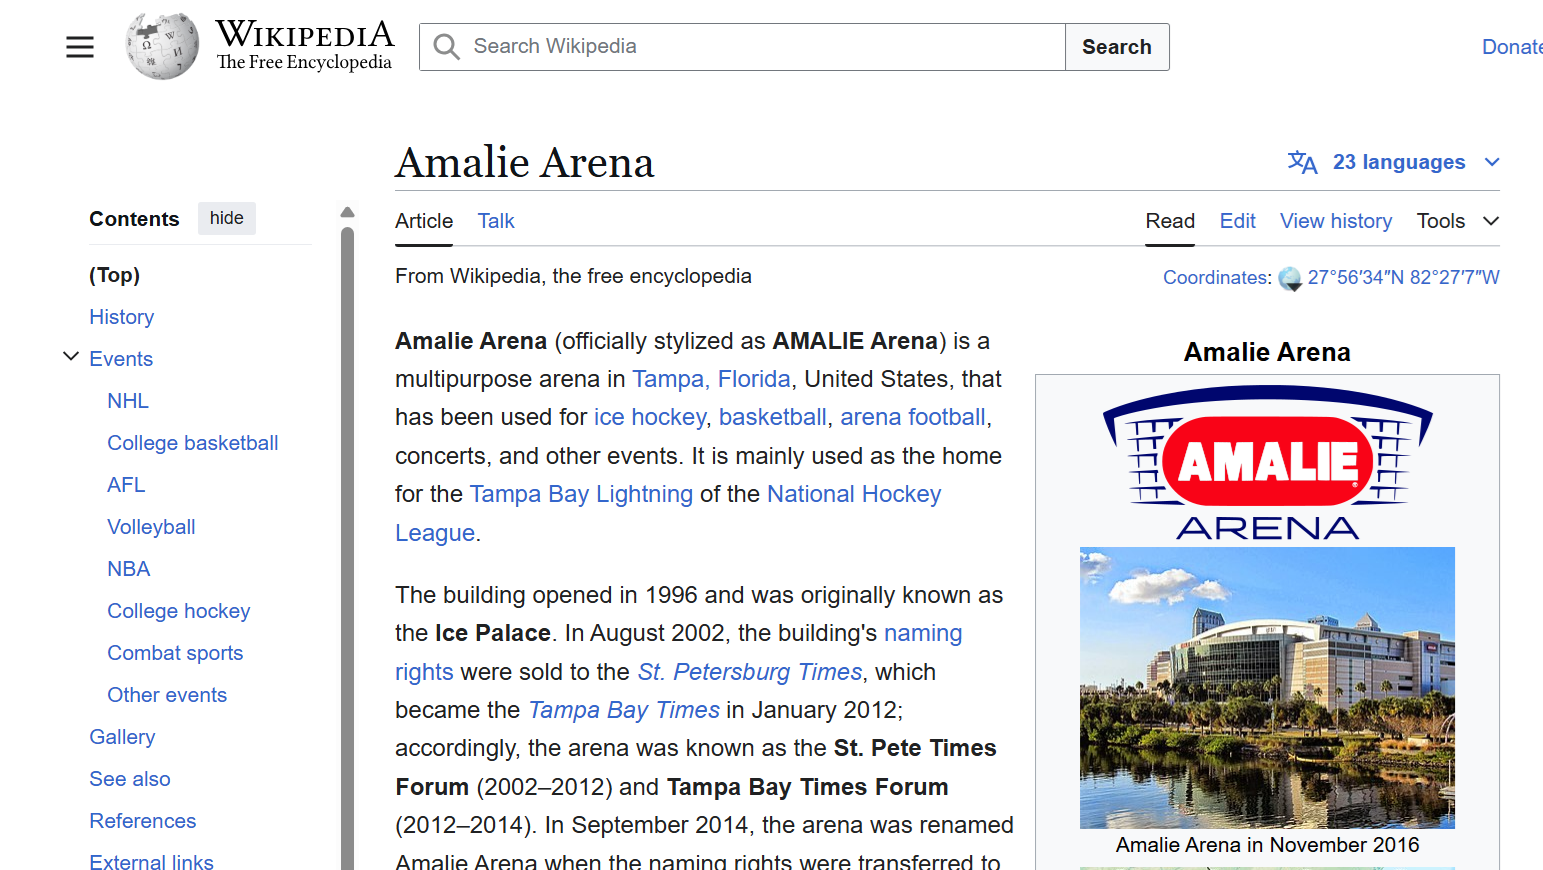 WIKIPEDIA
The Free Encyclopedia
Search Wikipedia
Search
Donate
Amalie Arena
23 languages
Contents
hide
Article
Talk
Read
Edit
View history
Tools
(Top)
History
Events
NHL
College basketball
AFL
Volleyball
NBA
College hockey
Combat sports
Other events
Gallery
See also
References
External links
From Wikipedia, the free encyclopedia
Coordinates: 27°56′34″N 82°27′7″W
Amalie Arena (officially stylized as AMALIE Arena) is a
multipurpose arena in Tampa, Florida, United States, that
has been used for ice hockey, basketball, arena football,
concerts, and other events. It is mainly used as the home
for the Tampa Bay Lightning of the National Hockey
League.
The building opened in 1996 and was originally known as
the Ice Palace. In August 2002, the building's naming
rights were sold to the St. Petersburg Times, which
became the Tampa Bay Times in January 2012;
accordingly, the arena was known as the St. Pete Times
Forum (2002–2012) and Tampa Bay Times Forum
(2012–2014). In September 2014, the arena was renamed
Amalie Arena when the naming rights were transferred to
Amalie Arena
AMALIE®
ARENA
Amalie Arena in November 2016